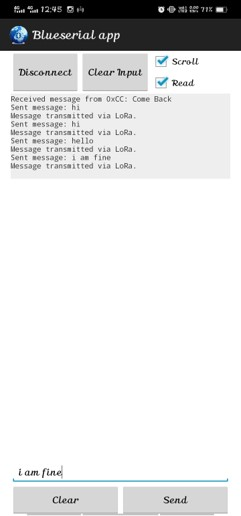 12:45
71%
Blueserial app
Disconnect
Clear Input
Scroll
Read
Received message from 0xCC: Come Back
Sent message: hi
Message transmitted via LoRa.
Sent message: hi
Message transmitted via LoRa.
Sent message: hello
Message transmitted via LoRa.
Sent message: i am fine
Message transmitted via LoRa.
i am fine
Clear
Send